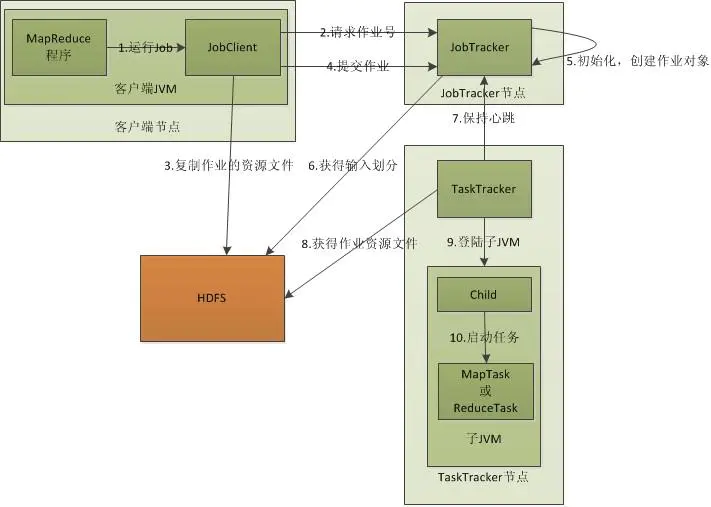 MapReduce
程序
1.运行Job
JobClient
客户端JVM
客户端节点
2.请求作业号
4.提交作业
JobTracker
JobTracker节点
5.初始化，创建作业对象
3.复制作业的资源文件
6.获得输入划分
7.保持心跳
TaskTracker
8.获得作业资源文件
9.登陆子JVM
HDFS
Child
10.启动任务
MapTask
或
ReduceTask
子JVM
TaskTracker节点